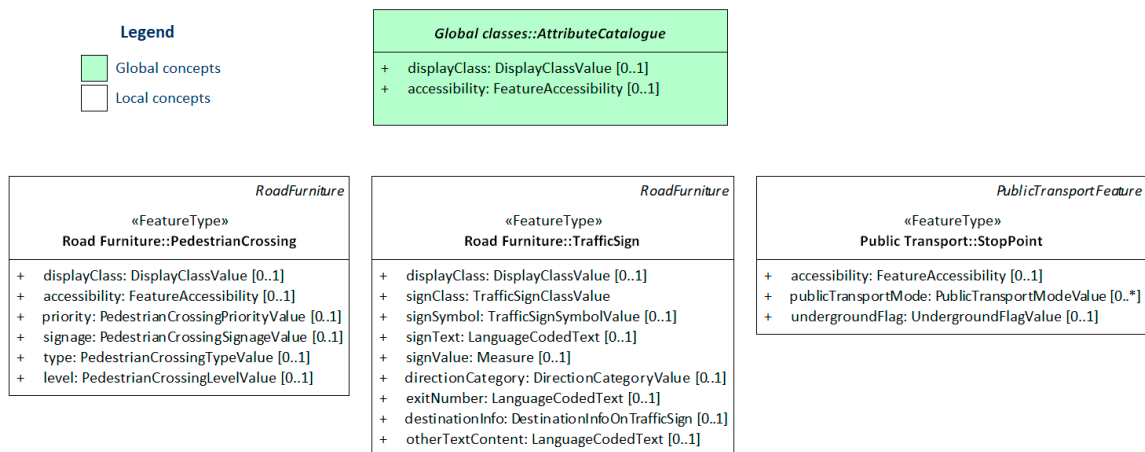 Legend
Global concepts
Local concepts
Global classes::AttributeCatalogue
+ displayClass: DisplayClassValue [0..1]
+ accessibility: FeatureAccessibility [0..1]
RoadFurniture
«FeatureType»
Road Furniture::PedestrianCrossing
+ displayClass: DisplayClassValue [0..1]
+ accessibility: FeatureAccessibility [0..1]
+ priority: PedestrianCrossingPriorityValue [0..1]
+ signage: PedestrianCrossingSignageValue [0..1]
+ type: PedestrianCrossingTypeValue [0..1]
+ level: PedestrianCrossingLevelValue [0..1]
RoadFurniture
«FeatureType»
Road Furniture::TrafficSign
+ displayClass: DisplayClassValue [0..1]
+ signClass: TrafficSignClassValue
+ signSymbol: TrafficSignSymbolValue [0..1]
+ signText: LanguageCodedText [0..1]
+ signValue: Measure [0..1]
+ directionCategory: DirectionCategoryValue [0..1]
+ exitNumber: LanguageCodedText [0..1]
+ destinationInfo: DestinationInfoOnTrafficSign [0..1]
+ otherTextContent: LanguageCodedText [0..1]
PublicTransportFeature
«FeatureType»
Public Transport::StopPoint
+ accessibility: FeatureAccessibility [0..1]
+ publicTransportMode: PublicTransportModeValue [0..*]
+ undergroundFlag: UndergroundFlagValue [0..1]